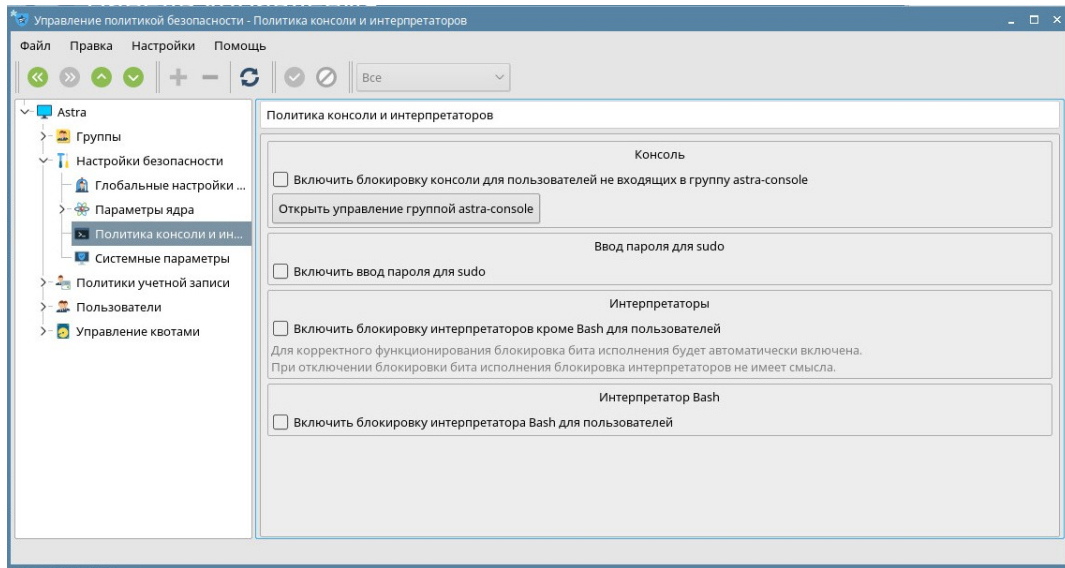 Управление политикой безопасности - Политика консоли и интерпретаторов
Файл Правка Настройки Помощь
Все
Astra
Группы
Настройки безопасности
Глобальные настройки ...
Параметры ядра
Политика консоли и ин...
Системные параметры
Политики учетной записи
Пользователи
Управление квотами
Политика консоли и интерпретаторов
Консоль
Включить блокировку консоли для пользователей не входящих в группу astra-console
Открыть управление группой astra-console
Ввод пароля для sudo
Включить ввод пароля для sudo
Интерпретаторы
Включить блокировку интерпретаторов кроме Bash для пользователей
Для корректного функционирования блокировка бита исполнения будет автоматически включена.
При отключении блокировки бита исполнения блокировка интерпретаторов не имеет смысла.
Интерпретатор Bash
Включить блокировку интерпретатора Bash для пользователей